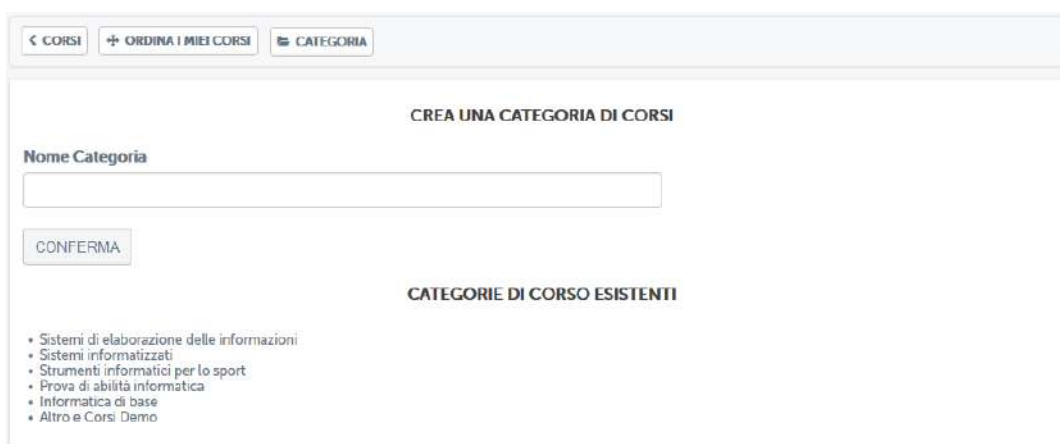 CORSI ORDINA I MIEI CORSI CATEGORIA
CREA UNA CATEGORIA DI CORSI
Nome Categoria
CONFERMA
CATEGORIE DI CORSO ESISTENTI
• Sistemi di elaborazione delle informazioni
• Sistemi informatizzati
• Strumenti informatici per lo sport
• Prova di abilità informatica
• Informatica di base
• Altro e Corsi Demo